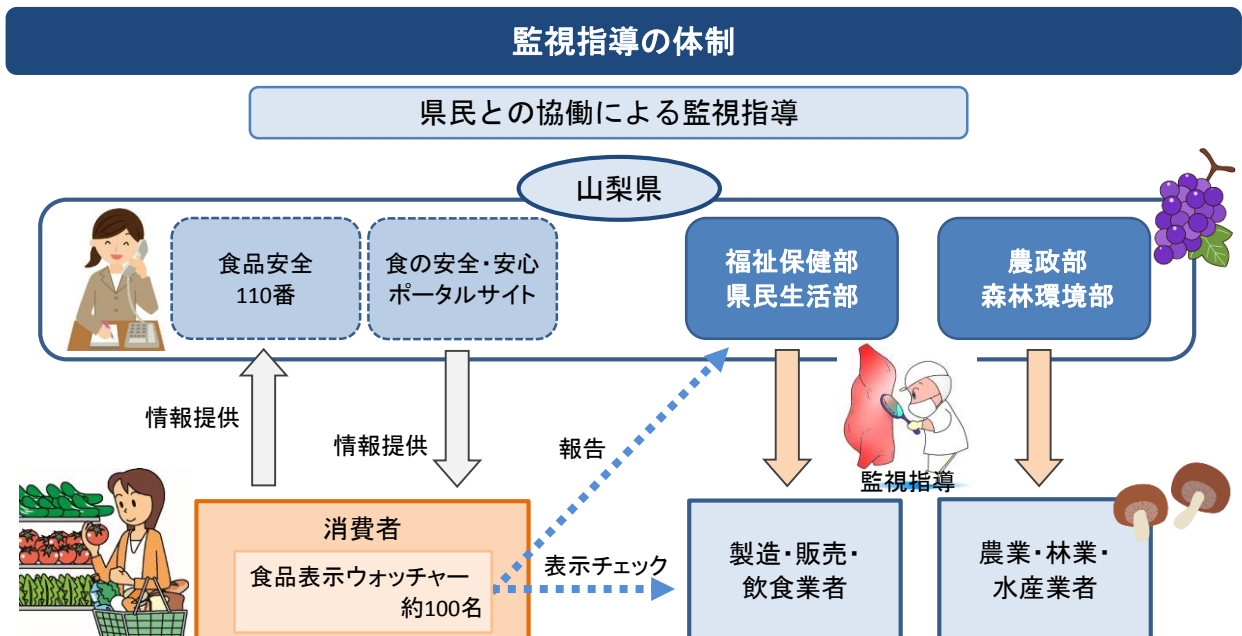 監視指導の体制
県民との協働による監視指導
山梨県
食品安全
110番
食の安全・安心
ポータルサイト
福祉保健部
県民生活部
農政部
森林環境部
情報提供
情報提供
報告
監視指導
消費者
食品表示ウォッチャー
約100名
表示チェック
製造・販売・
飲食業者
農業・林業・
水産業者